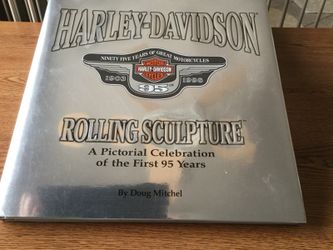 HARLEY-DAVIDSON
NINETY FIVE YEARS OF GREAT MOTORCYCLES
1903 1998
HARLEY-DAVIDSON
95
ROLLING SCULPTURE
A Pictorial Celebration
of the First 95 Years
By Doug Mitchel